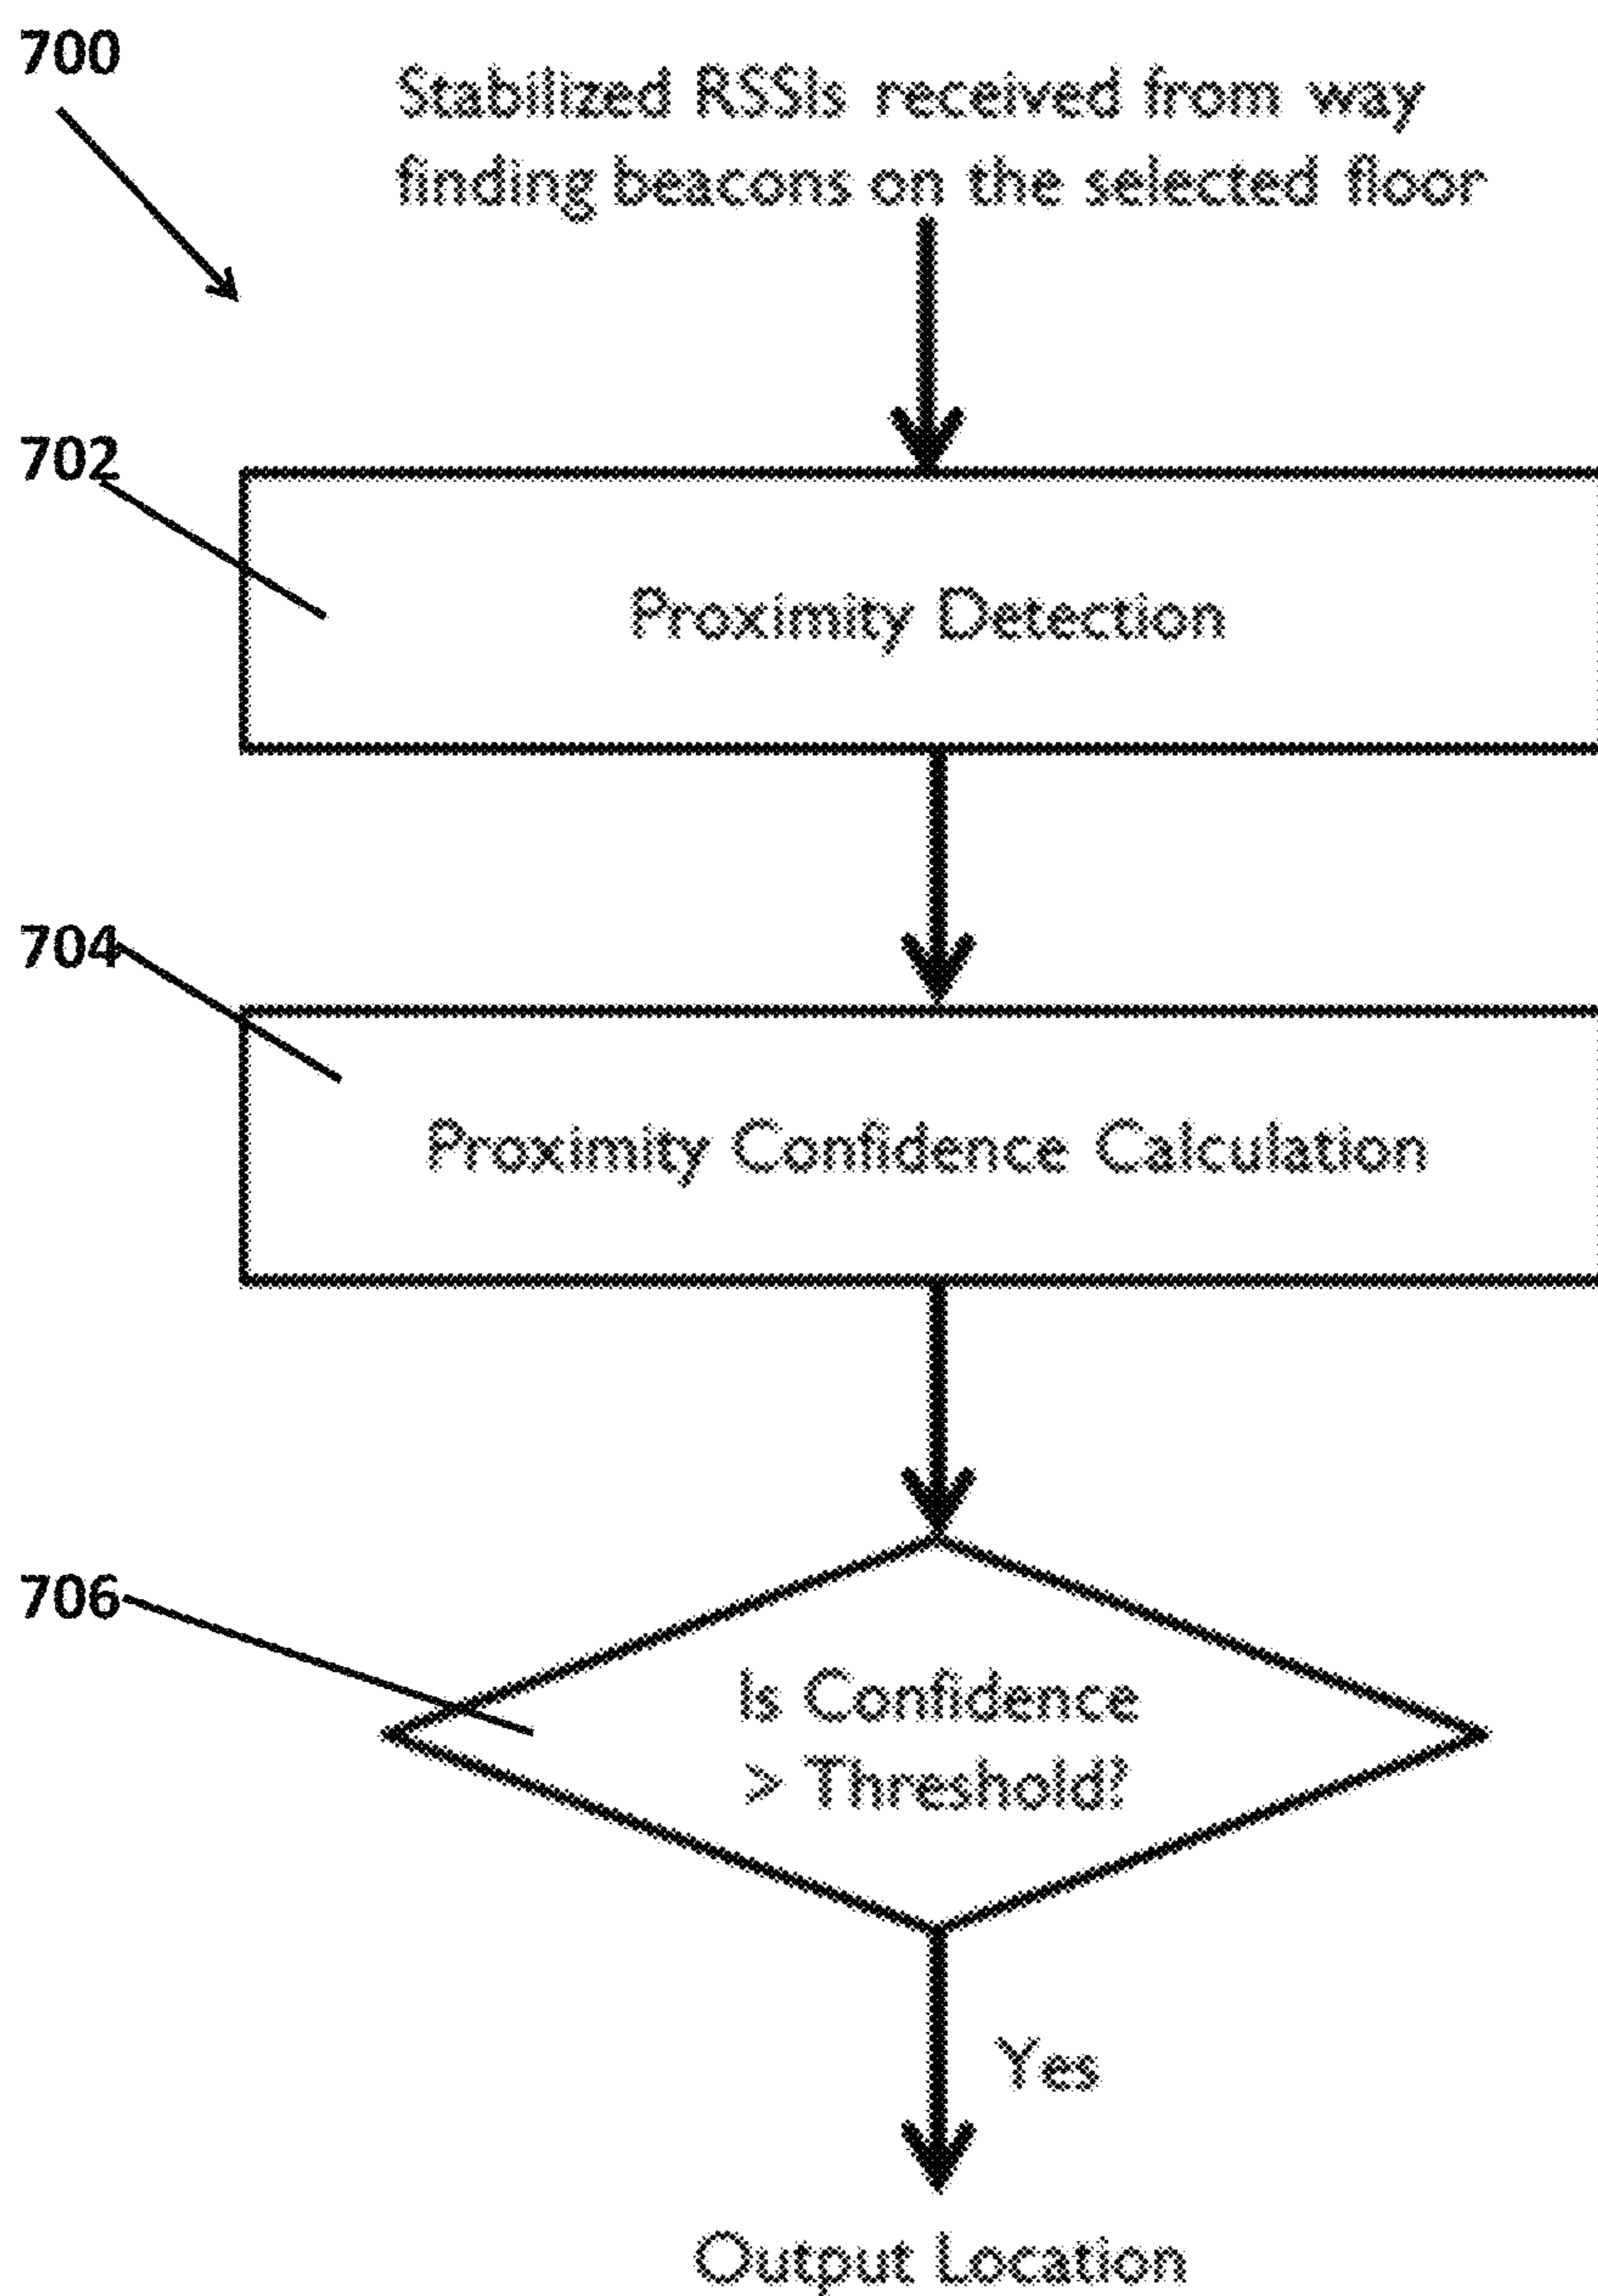 700
Stabilized RSSIs received from way
finding beacons on the selected floor
702
Proximity Detection
704
Proximity Confidence Calculation
706
Is Confidence
> Threshold?
Yes
Output Location